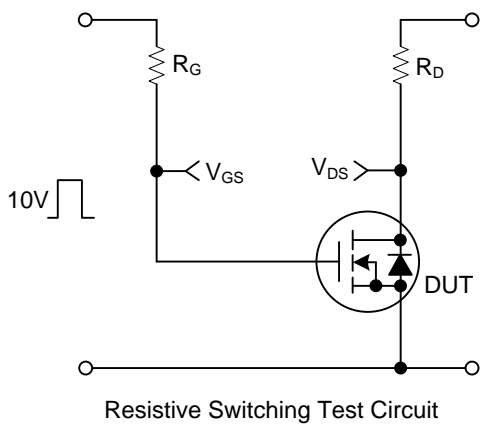 R_G
R_D
V_GS
V_DS
10V
DUT
Resistive Switching Test Circuit